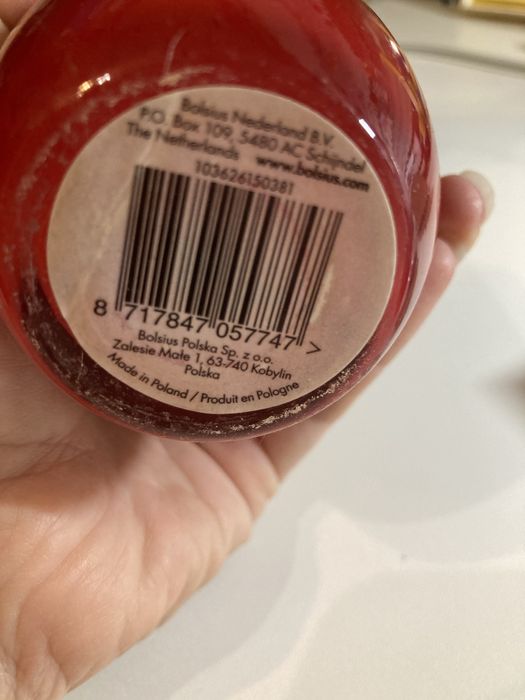 Bolsius Nederland B.V.
P.O. Box 109, 5480 AC Schijndel
The Netherlands www.bolsius.com
103626150381
8 717847 057747 >
Bolsius Polska Sp. z o.o.
Zalesie Małe 1, 63-740 Kobylin
Polska
Made in Poland / Produit en Pologne